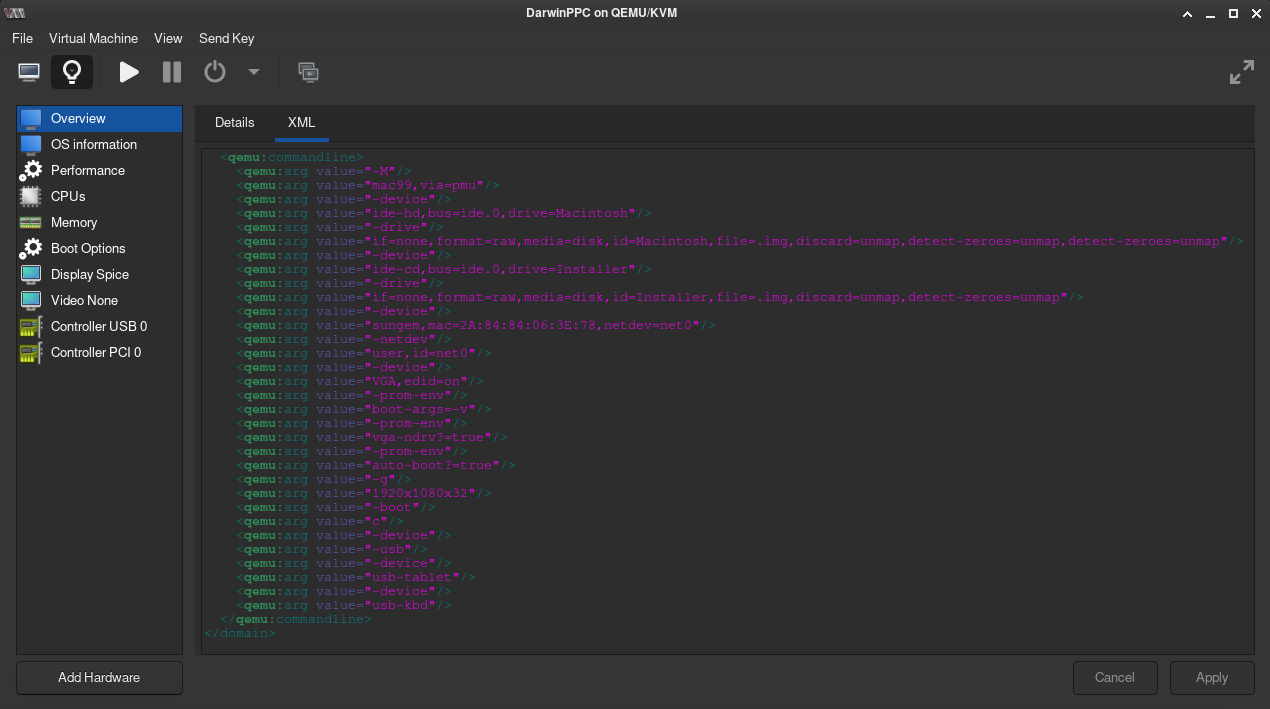 DarwinPPC on QEMU/KVM
File Virtual Machine View Send Key
Overview
OS information
Performance
CPUs
Memory
Boot Options
Display Spice
Video None
Controller USB 0
Controller PCI 0
Add Hardware
Details XML
<qemu:commandline>
<qemu:arg value="-M"/>
<qemu:arg value="mac99,via=pmu"/>
<qemu:arg value="-device"/>
<qemu:arg value="ide-hd,bus=ide.0,drive=Macintosh"/>
<qemu:arg value="-drive"/>
<qemu:arg value="if=none,format=raw,media=disk,id=Macintosh,file=.img,discard=unmap,detect-zeroes=unmap,detect-zeroes=unmap"/>
<qemu:arg value="-device"/>
<qemu:arg value="ide-cd,bus=ide.0,drive=Installer"/>
<qemu:arg value="-drive"/>
<qemu:arg value="if=none,format=raw,media=disk,id=Installer,file=.img,discard=unmap,detect-zeroes=unmap"/>
<qemu:arg value="-device"/>
<qemu:arg value="sungem,mac=2A:84:84:06:3E:78,netdev=net0"/>
<qemu:arg value="-netdev"/>
<qemu:arg value="user,id=net0"/>
<qemu:arg value="-device"/>
<qemu:arg value="VGA,edid=on"/>
<qemu:arg value="-prom-env"/>
<qemu:arg value="boot-args=-v"/>
<qemu:arg value="-prom-env"/>
<qemu:arg value="vga-ndrv?=true"/>
<qemu:arg value="-prom-env"/>
<qemu:arg value="auto-boot?=true"/>
<qemu:arg value="-g"/>
<qemu:arg value="1920x1080x32"/>
<qemu:arg value="-boot"/>
<qemu:arg value="c"/>
<qemu:arg value="-device"/>
<qemu:arg value="-usb"/>
<qemu:arg value="-device"/>
<qemu:arg value="usb-tablet"/>
<qemu:arg value="-device"/>
<qemu:arg value="usb-kbd"/>
</qemu:commandline>
</domain>
Cancel Apply